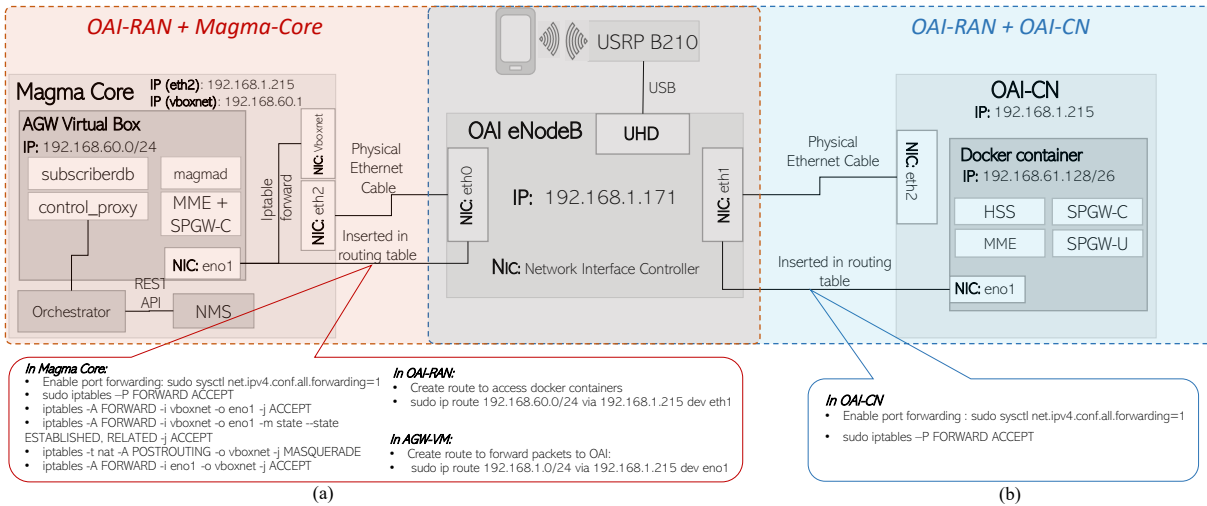 OAI-RAN + Magma-Core
OAI-RAN + OAI-CN
USRP B210
USB
Magma Core
IP (eth2): 192.168.1.215
IP (vboxnet): 192.168.60.1
AGW Virtual Box
IP: 192.168.60.0/24
subscriberdb
magmad
control_proxy
MME +
SPGW-C
NIC: eno1
Iptable
forward
NIC: Vboxnet
NIC: eth2
Orchestrator
REST
API
NMS
Physical
Ethernet
Cable
Inserted in
routing table
OAI eNodeB
UHD
NIC: eth0
IP: 192.168.1.171
NIC: eth1
NIC: Network Interface Controller
Physical
Ethernet Cable
Inserted in routing
table
OAI-CN
IP: 192.168.1.215
NIC: eth2
Docker container
IP: 192.168.61.128/26
HSS
SPGW-C
MME
SPGW-U
NIC: eno1
In Magma Core:
• Enable port forwarding: sudo sysctl net.ipv4.conf.all.forwarding=1
• sudo iptables –P FORWARD ACCEPT
• iptables -A FORWARD -i vboxnet -o eno1 -j ACCEPT
• iptables -A FORWARD -i vboxnet -o eno1 -m state --state
ESTABLISHED, RELATED -j ACCEPT
• iptables -t nat -A POSTROUTING -o vboxnet -j MASQUERADE
• iptables -A FORWARD -i eno1 -o vboxnet -j ACCEPT
In OAI-RAN:
• Create route to access docker containers
• sudo ip route 192.168.60.0/24 via 192.168.1.215 dev eth1
In AGW-VM:
• Create route to forward packets to OAI:
• sudo ip route 192.168.1.0/24 via 192.168.1.215 dev eno1
In OAI-CN
• Enable port forwarding : sudo sysctl net.ipv4.conf.all.forwarding=1
• sudo iptables –P FORWARD ACCEPT
(a)
(b)